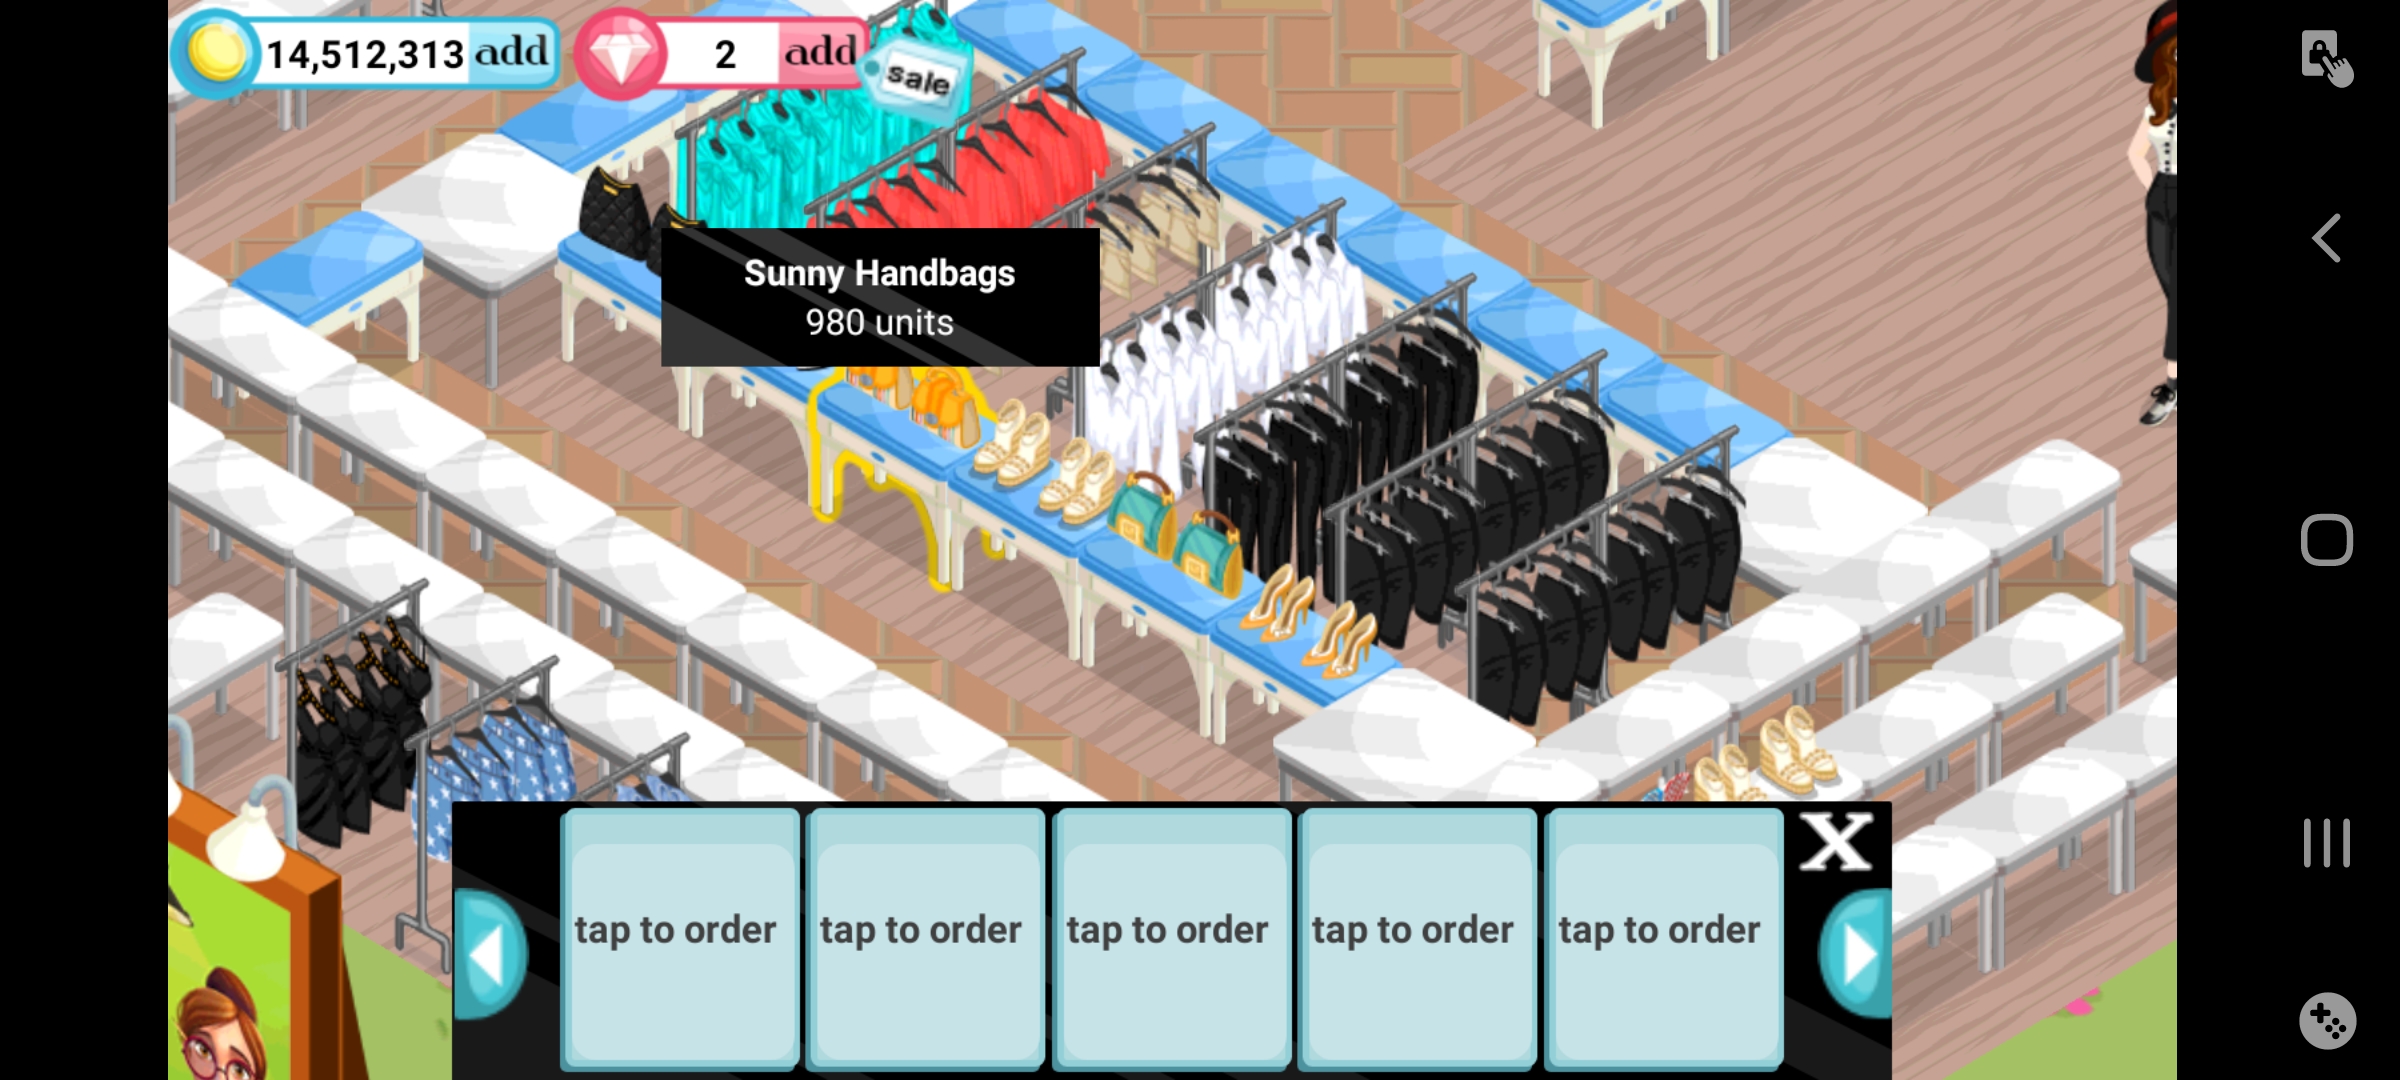 14,512,313 add
2 add
sale
Sunny Handbags
980 units
X
tap to order
tap to order
tap to order
tap to order
tap to order